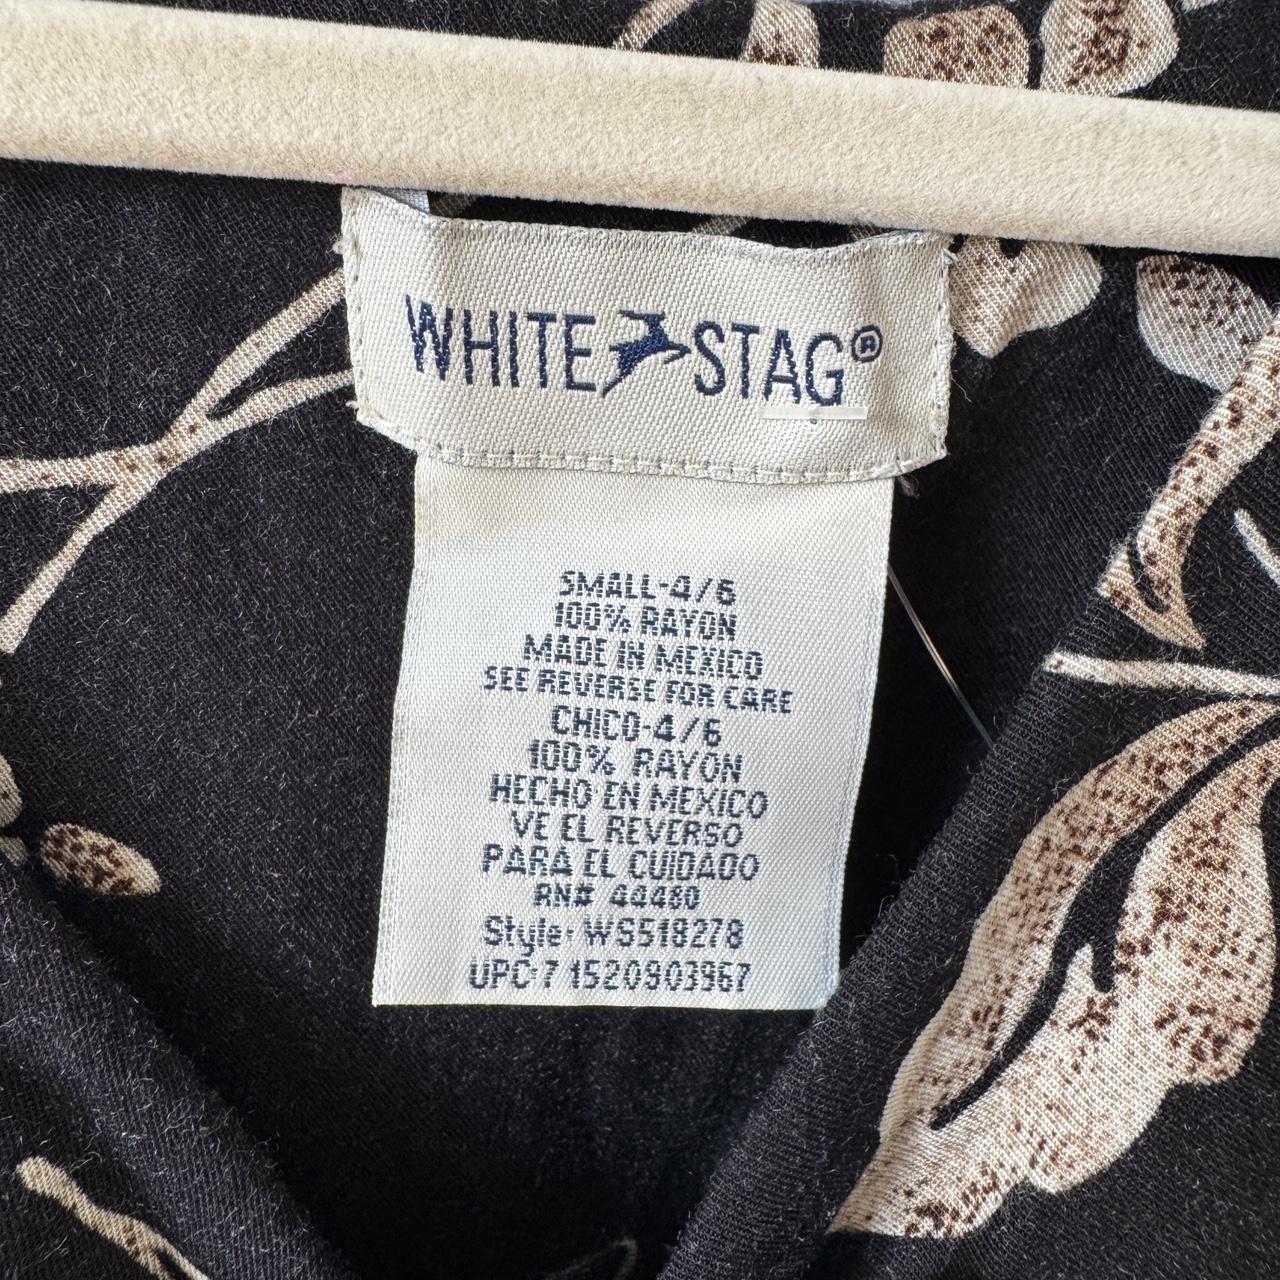 WHITE STAG®
SMALL-4/6
100% RAYON
MADE IN MEXICO
SEE REVERSE FOR CARE
CHICO-4/6
100% RAYON
HECHO EN MEXICO
VE EL REVERSO
PARA EL CUIDADO
RN# 44460
Style: WS518278
UPC:7 1520903967